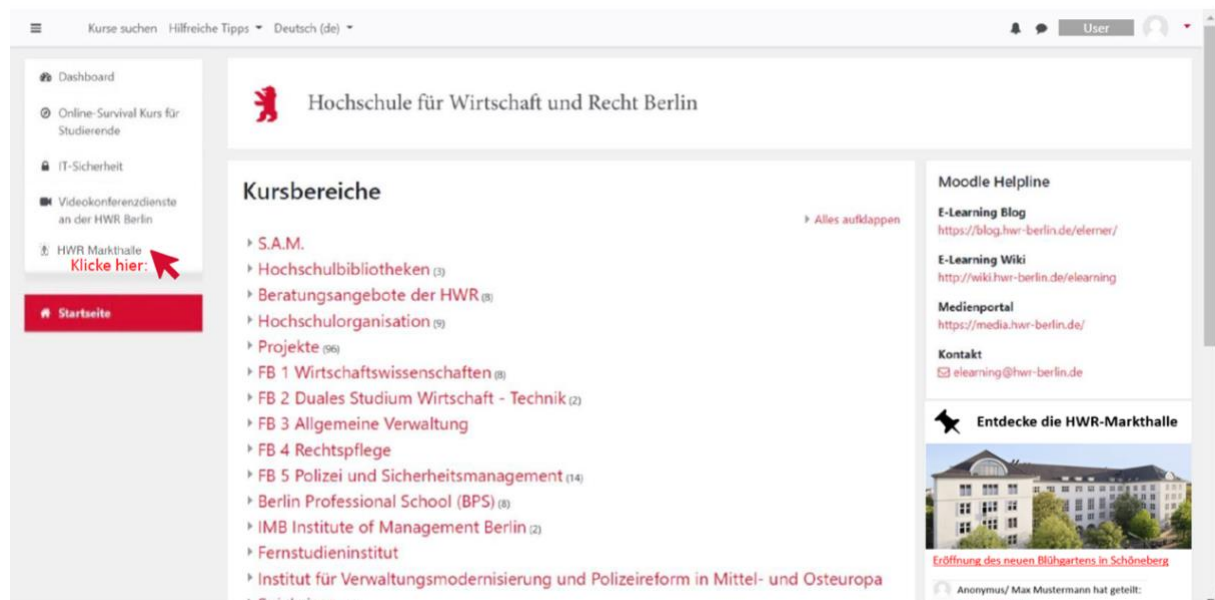 Kurse suchen Hilfreiche Tipps Deutsch (de) User
Dashboard
Online-Survival Kurs für
Studierende
IT-Sicherheit
Videokonferenzdienste
an der HWR Berlin
HWR Markthalle
Klicke hier:
Startseite
Hochschule für Wirtschaft und Recht Berlin
Kursbereiche
Alles aufklappen
S.A.M.
Hochschulbibliotheken (3)
Beratungsangebote der HWR (8)
Hochschulorganisation (9)
Projekte (96)
FB 1 Wirtschaftswissenschaften (8)
FB 2 Duales Studium Wirtschaft - Technik (2)
FB 3 Allgemeine Verwaltung
FB 4 Rechtspflege
FB 5 Polizei und Sicherheitsmanagement (14)
Berlin Professional School (BPS) (8)
IMB Institute of Management Berlin (2)
Fernstudieninstitut
Institut für Verwaltungsmodernisierung und Polizeireform in Mittel- und Osteuropa
Moodle Helpline
E-Learning Blog
https://blog.hwr-berlin.de/elerner/
E-Learning Wiki
http://wiki.hwr-berlin.de/elearning
Medienportal
https://media.hwr-berlin.de/
Kontakt
elearning@hwr-berlin.de
Entdecke die HWR-Markthalle
Eröffnung des neuen Blühgartens in Schöneberg
Anonymus/ Max Mustermann hat geteilt: